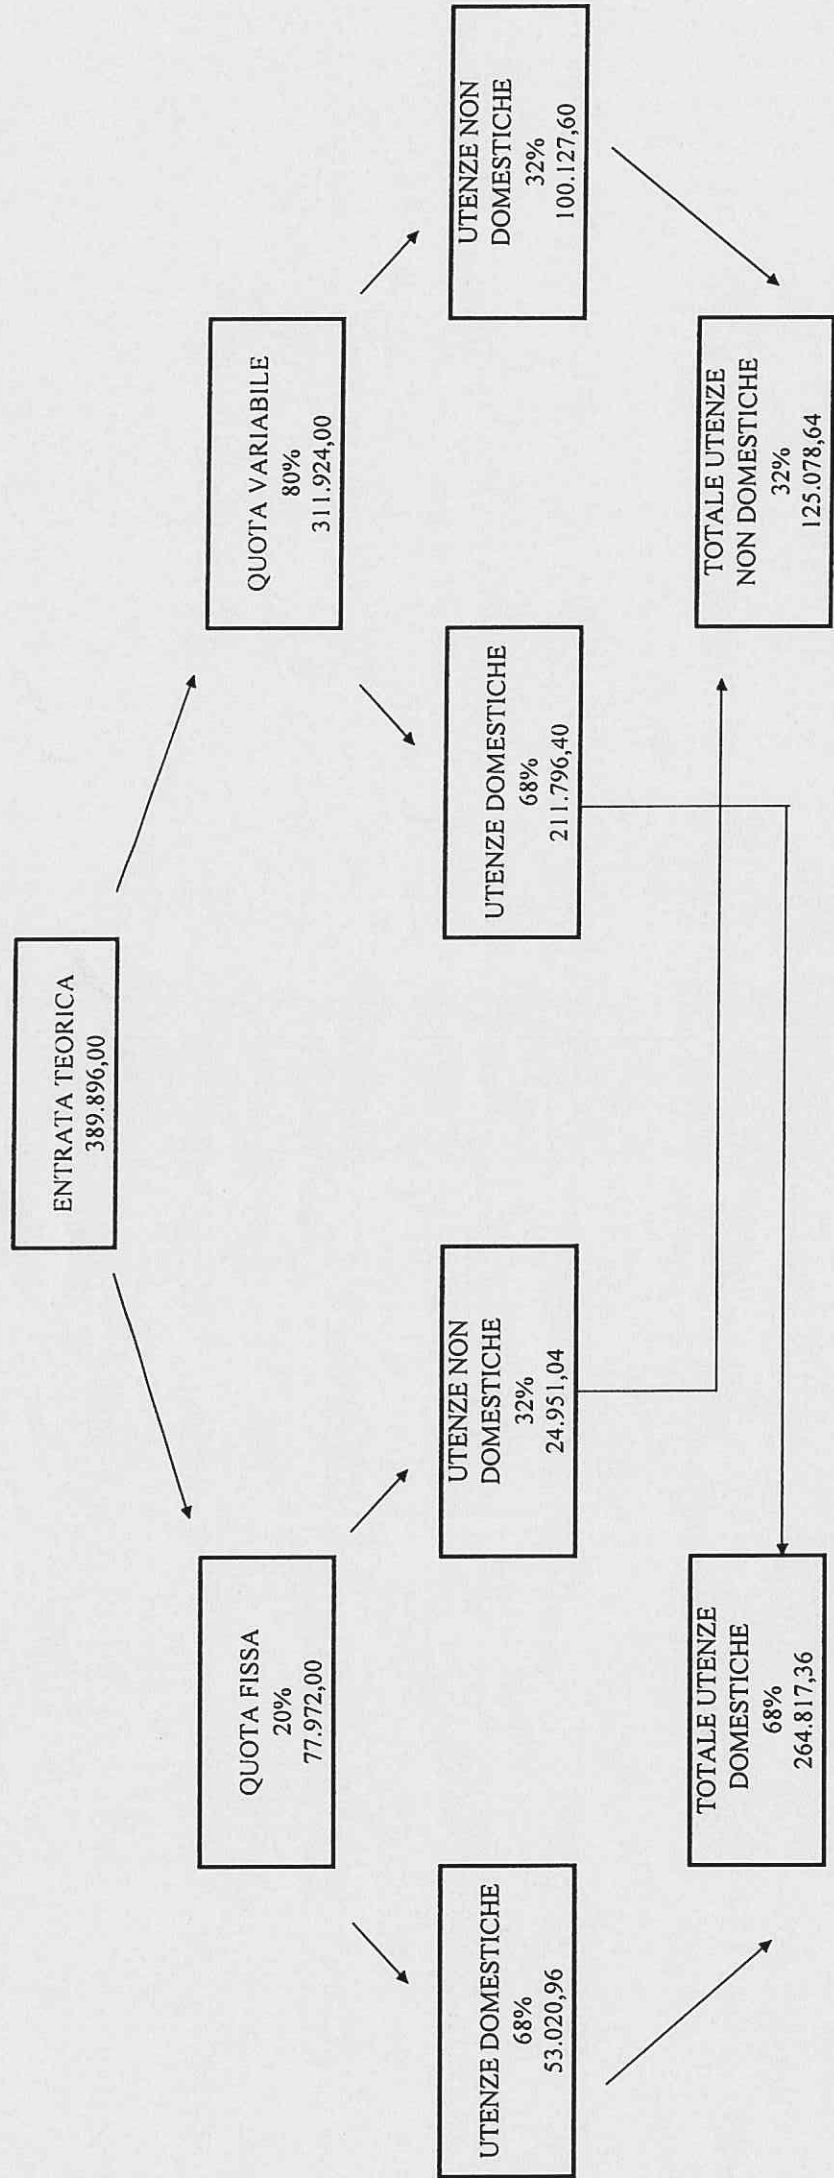 ENTRATA TEORICA
389.896,00
QUOTA FISSA
20%
77.972,00
QUOTA VARIABILE
80%
311.924,00
UTENZE DOMESTICHE
68%
53.020,96
UTENZE NON
DOMESTICHE
32%
24.951,04
UTENZE DOMESTICHE
68%
211.796,40
UTENZE NON
DOMESTICHE
32%
100.127,60
TOTALE UTENZE
DOMESTICHE
68%
264.817,36
TOTALE UTENZE
NON DOMESTICHE
32%
125.078,64